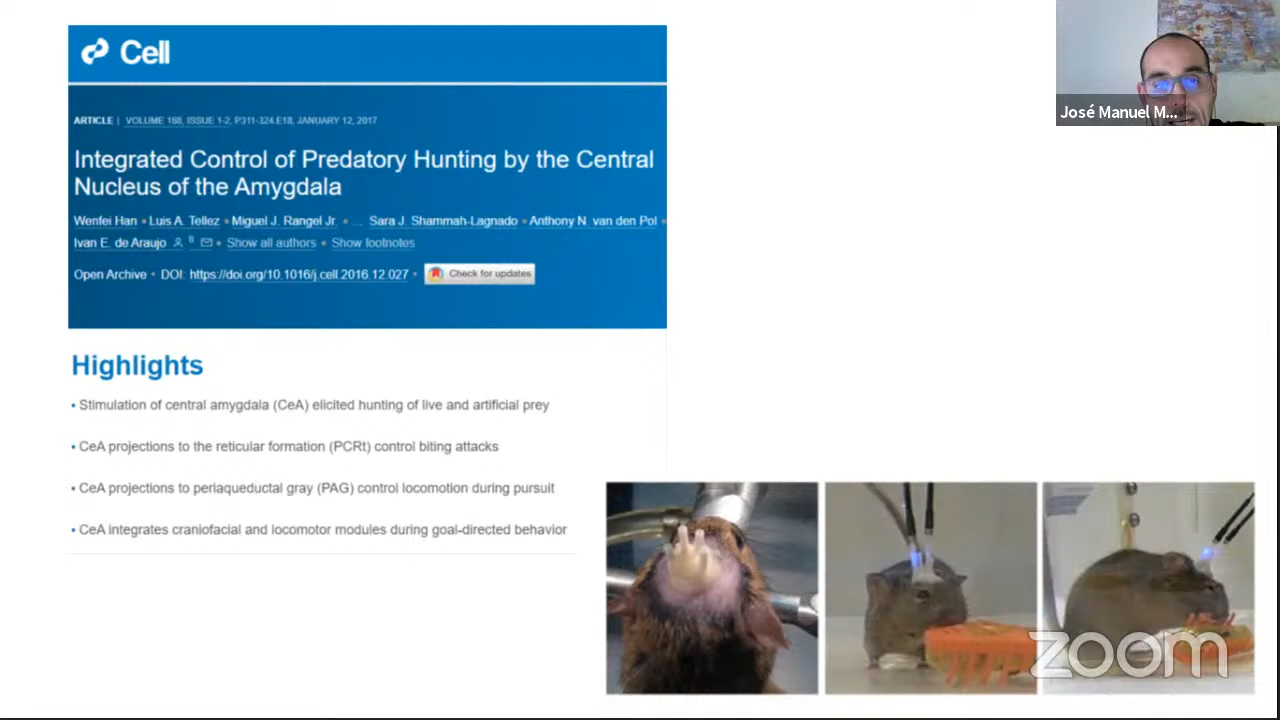 Cell
José Manuel M...
ARTICLE | VOLUME 168, ISSUE 1-2, P311-324.E18, JANUARY 12, 2017
Integrated Control of Predatory Hunting by the Central
Nucleus of the Amygdala
Wenfei Han • Luis A. Tellez • Miguel J. Rangel Jr. • ... Sara J. Shammah-Lagnado • Anthony N. van den Pol •
Ivan E. de Araujo 8 • Show all authors • Show footnotes
Open Archive • DOI: https://doi.org/10.1016/j.cell.2016.12.027 • Check for updates
Highlights
• Stimulation of central amygdala (CeA) elicited hunting of live and artificial prey
• CeA projections to the reticular formation (PCRt) control biting attacks
• CeA projections to periaqueductal gray (PAG) control locomotion during pursuit
• CeA integrates craniofacial and locomotor modules during goal-directed behavior
zoom